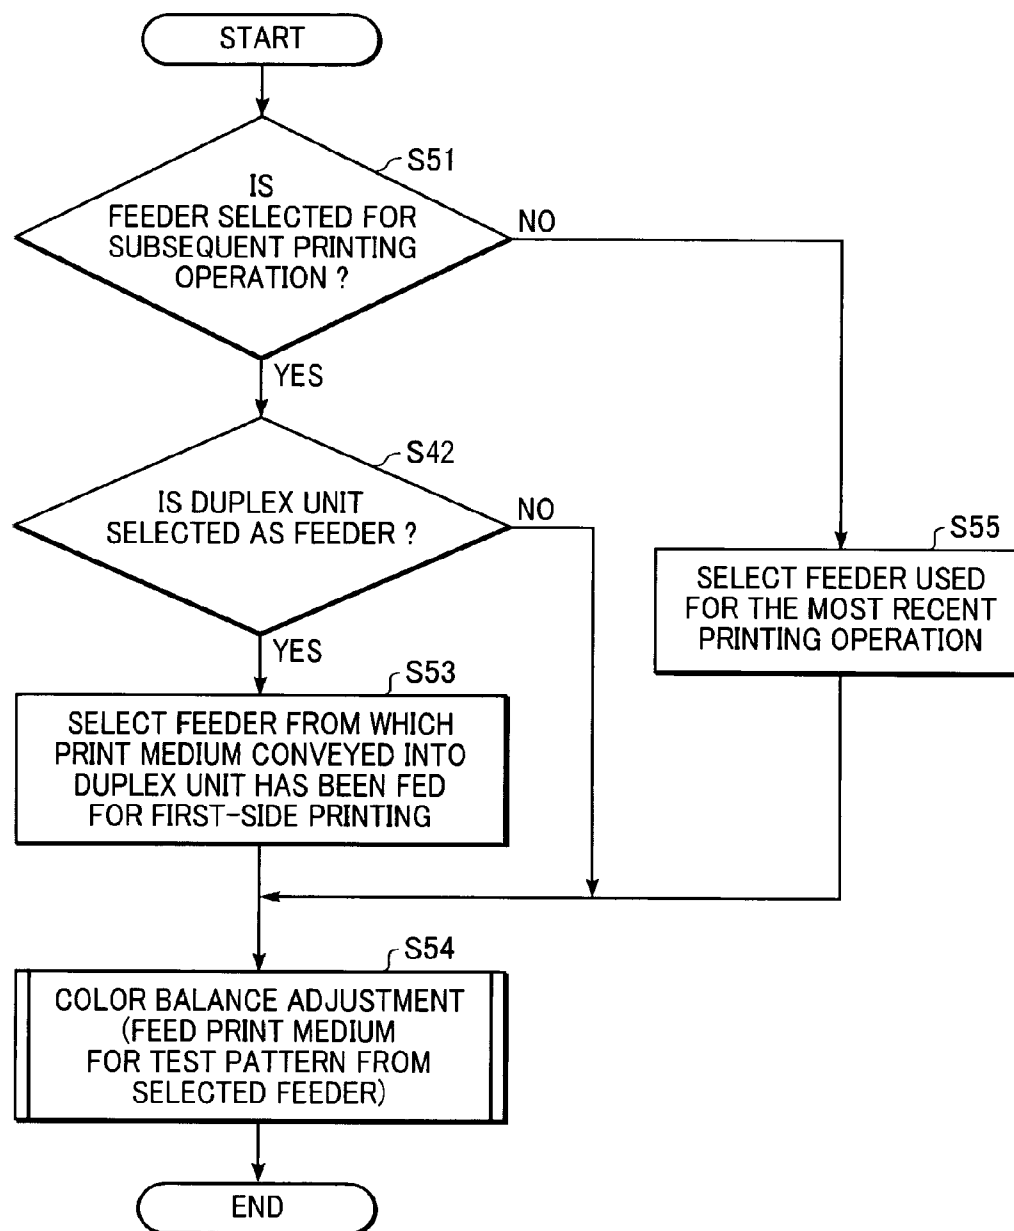 START
S51
IS
FEEDER SELECTED FOR
SUBSEQUENT PRINTING
OPERATION ?
NO
YES
S42
IS DUPLEX UNIT
SELECTED AS FEEDER ?
NO
YES
S55
SELECT FEEDER USED
FOR THE MOST RECENT
PRINTING OPERATION
S53
SELECT FEEDER FROM WHICH
PRINT MEDIUM CONVEYED INTO
DUPLEX UNIT HAS BEEN FED
FOR FIRST-SIDE PRINTING
S54
COLOR BALANCE ADJUSTMENT
(FEED PRINT MEDIUM
FOR TEST PATTERN FROM
SELECTED FEEDER)
END